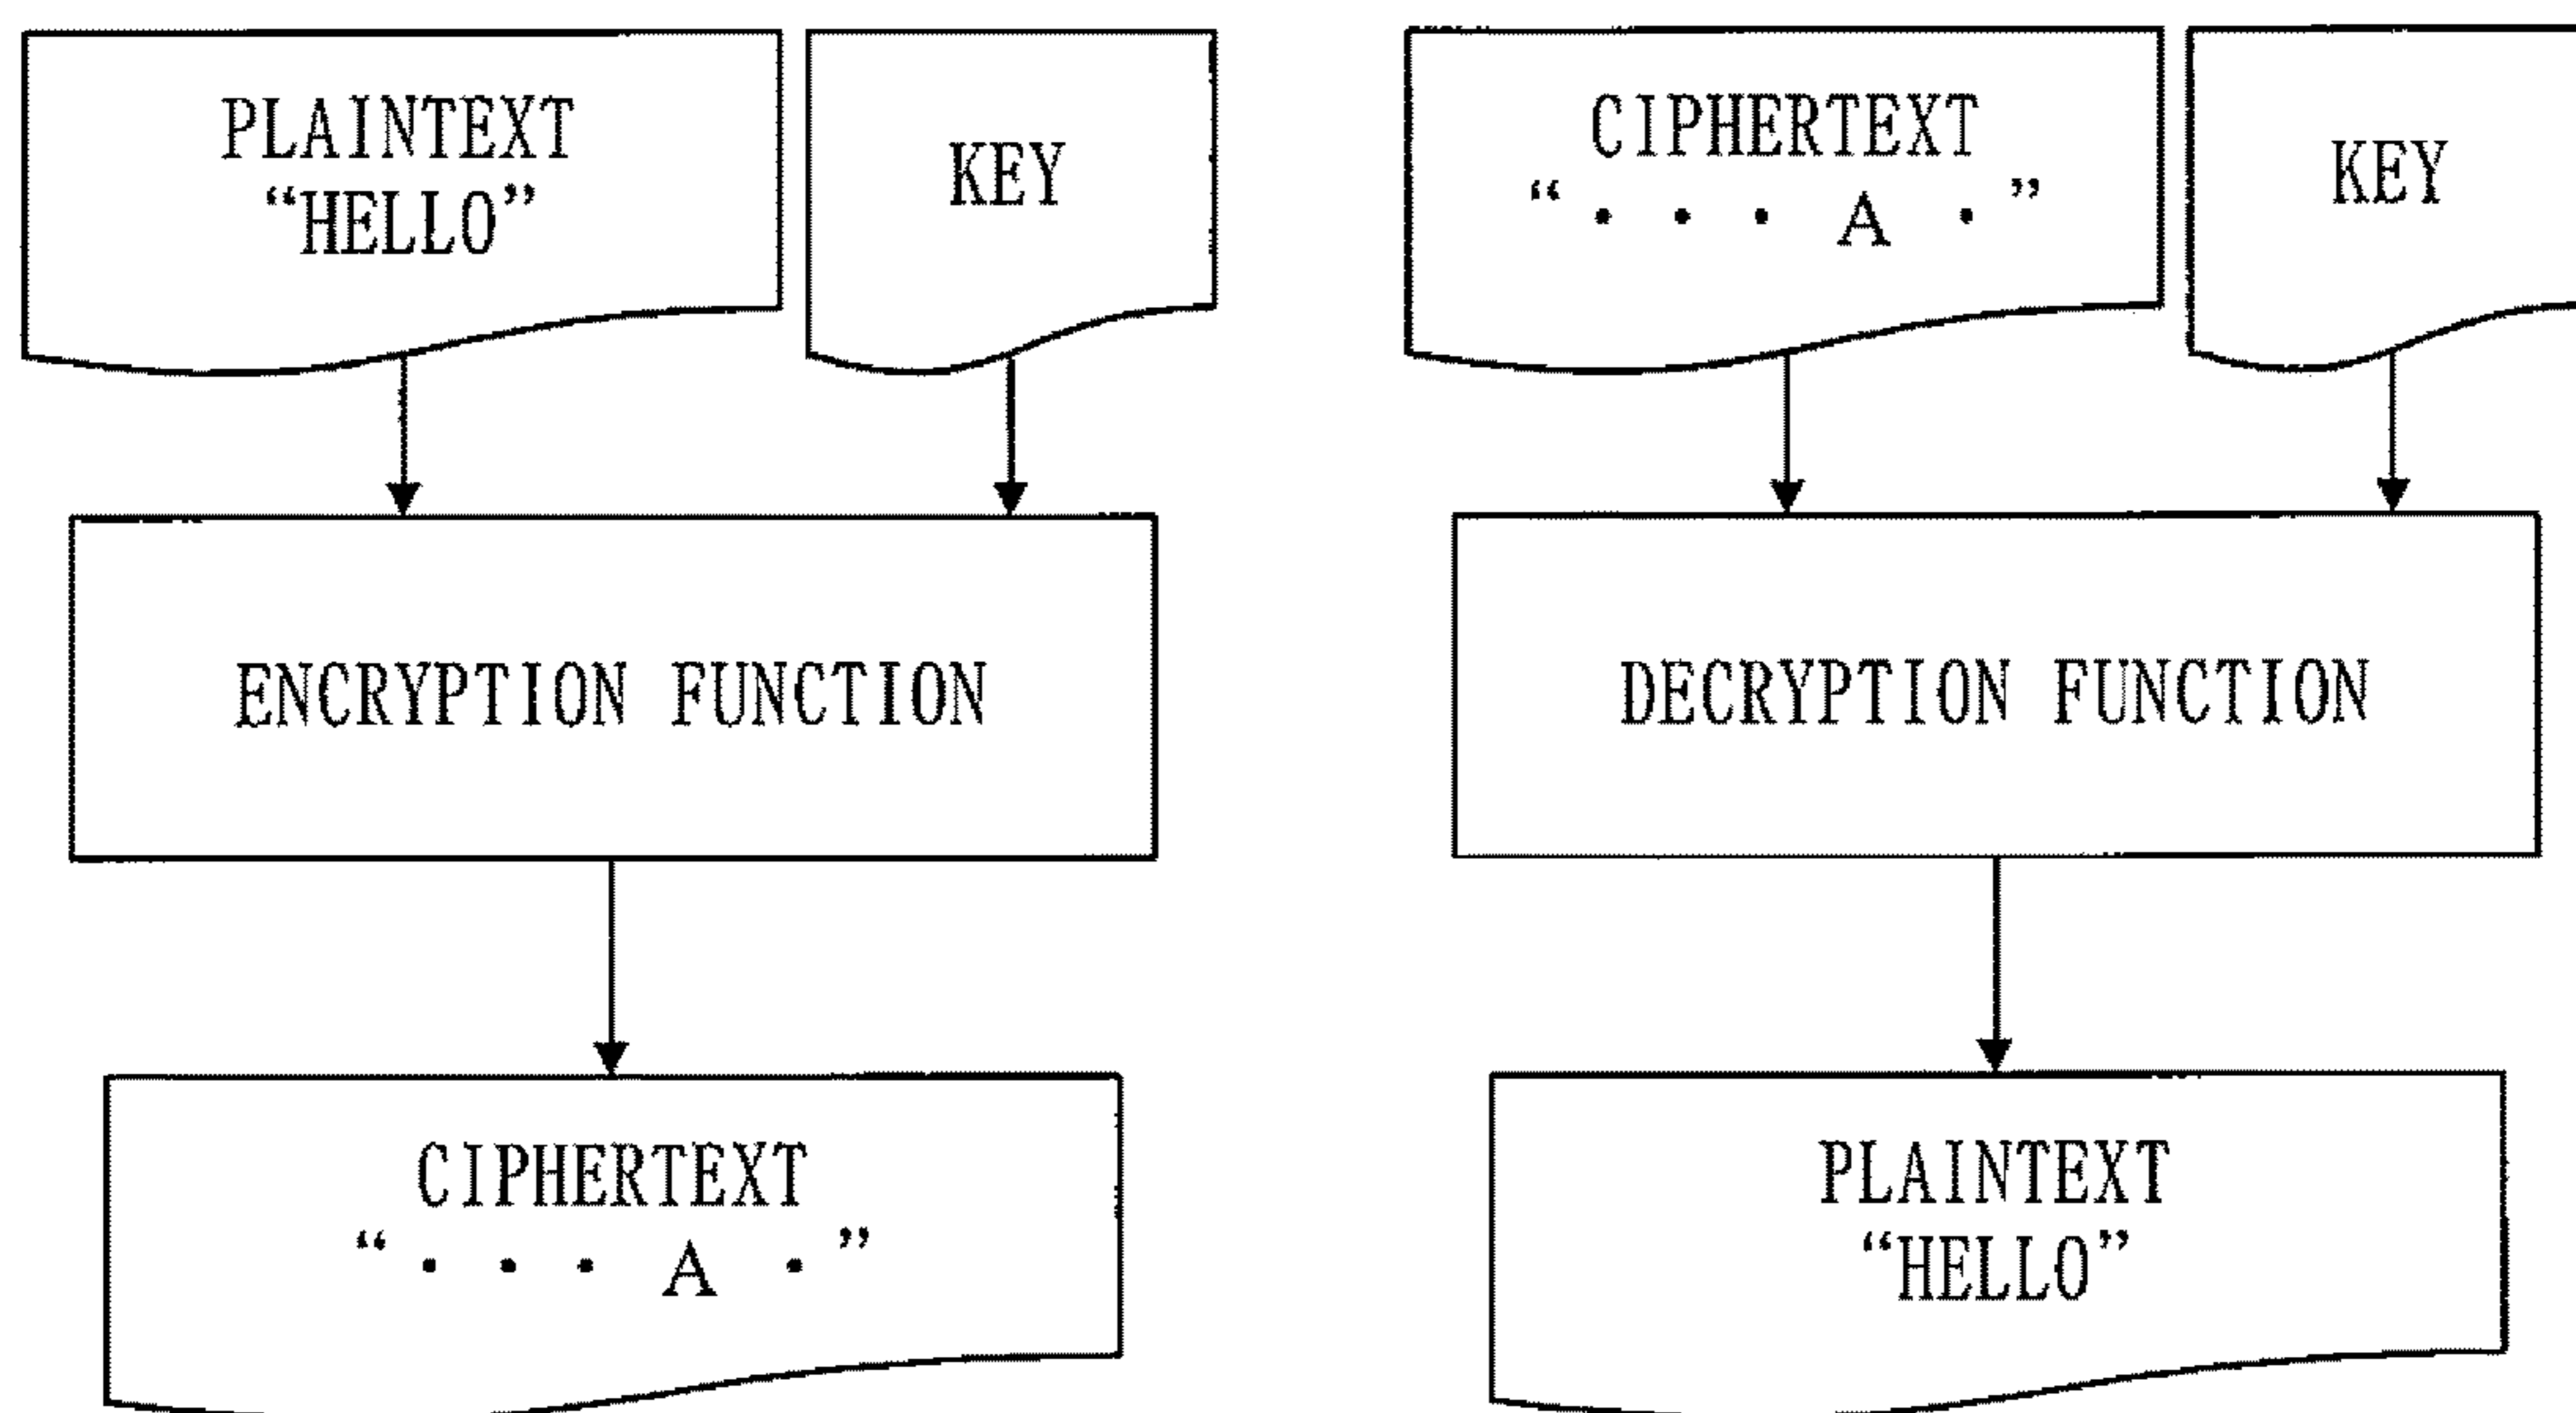 PLAINTEXT
“HELLO”
KEY
ENCRYPTION FUNCTION
CIPHERTEXT
“・・・A・”
CIPHERTEXT
“・・・A・”
KEY
DECRYPTION FUNCTION
PLAINTEXT
“HELLO”